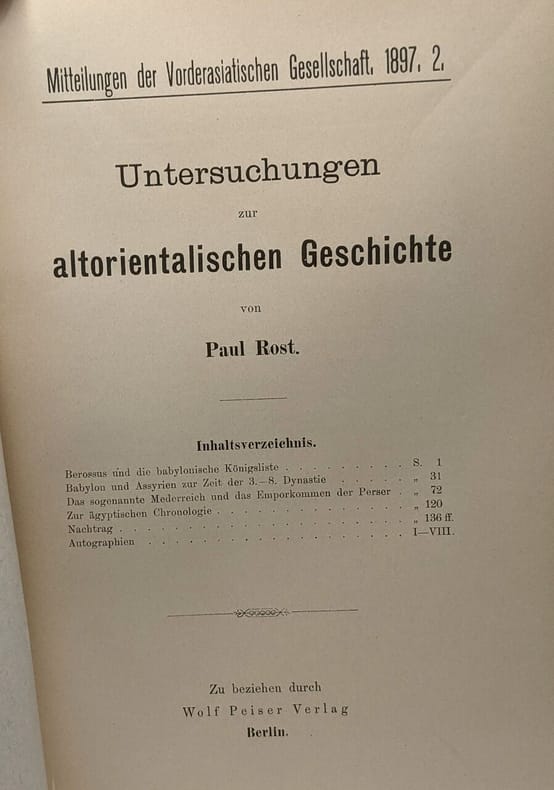 Mitteilungen der Vorderasiatischen Gesellschaft. 1897. 2.
Untersuchungen
zur
altorientalischen Geschichte
von
Paul Rost.
Inhaltsverzeichnis.
Berossus und die babylonische Königsliste . . . . . . . . . S. 1
Babylon und Assyrien zur Zeit der 3.—8. Dynastie . . . . . . „ 31
Das sogenannte Mederreich und das Emporkommen der Perser . „ 72
Zur ägyptischen Chronologie . . . . . . . . . . . . . . „ 120
Nachtrag . . . . . . . . . . . . . . . . . . . . . „ 136 ff.
Autographien . . . . . . . . . . . . . . . . . . . I—VIII.
Zu beziehen durch
Wolf Peiser Verlag
Berlin.